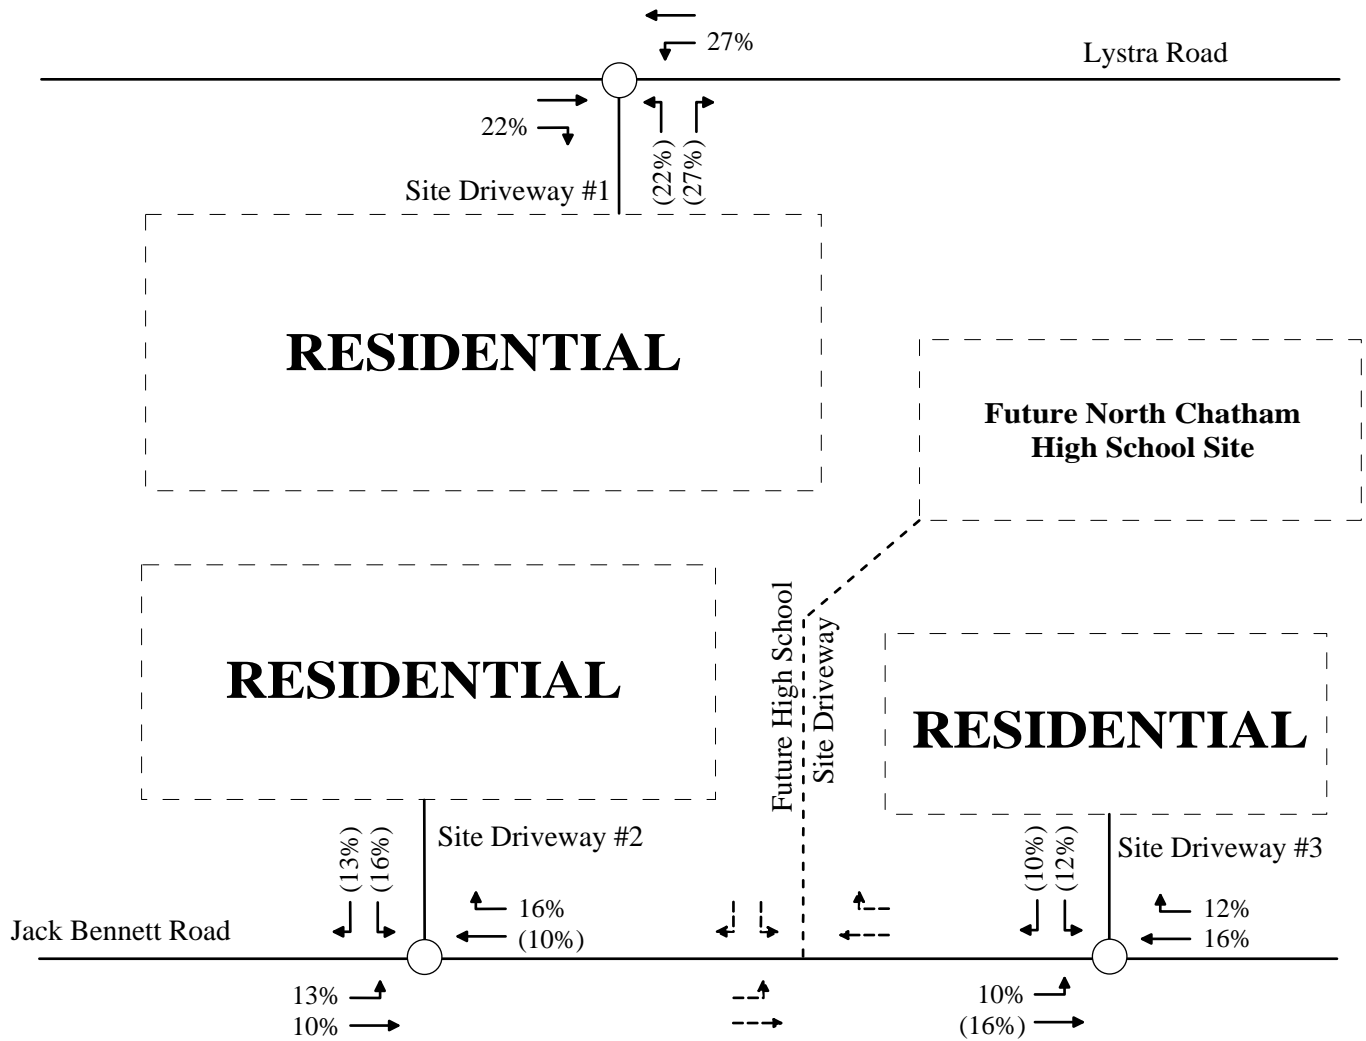 27%
Lystra Road
22%
(22%)
(27%)
Site Driveway #1
RESIDENTIAL
Future North Chatham
High School Site
RESIDENTIAL
Future High School
Site Driveway
RESIDENTIAL
(13%)
(16%)
Site Driveway #2
(10%)
(12%)
Site Driveway #3
Jack Bennett Road
16%
(10%)
12%
16%
13%
10%
10%
(16%)